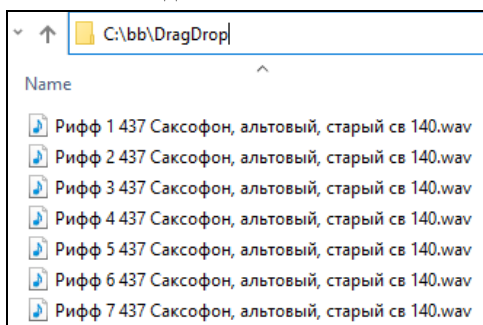 C:\bb\DragDrop
Name
Рифф 1 437 Саксофон, альтовый, старый св 140.wav
Рифф 2 437 Саксофон, альтовый, старый св 140.wav
Рифф 3 437 Саксофон, альтовый, старый св 140.wav
Рифф 4 437 Саксофон, альтовый, старый св 140.wav
Рифф 5 437 Саксофон, альтовый, старый св 140.wav
Рифф 6 437 Саксофон, альтовый, старый св 140.wav
Рифф 7 437 Саксофон, альтовый, старый св 140.wav